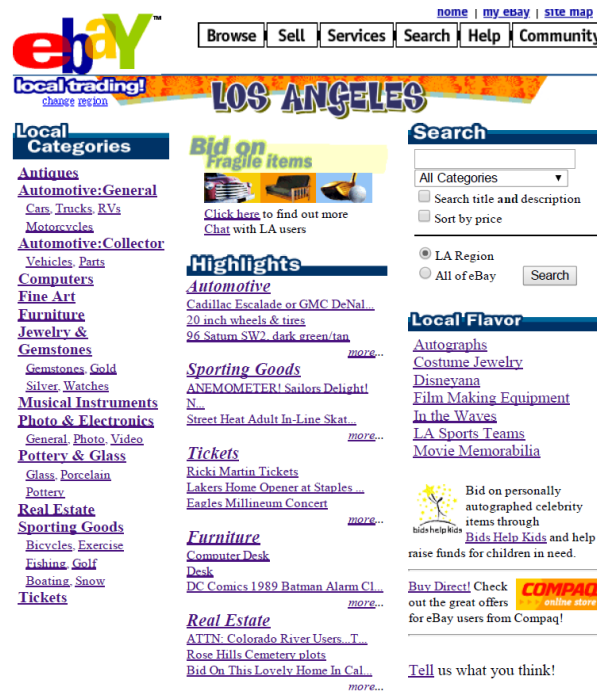 ebay™
home | my eBay | site map
Browse Sell Services Search Help Community
local trading!
change region
LOS ANGELES
Local
Categories
Antiques
Automotive:General
Cars, Trucks, RVs
Motorcycles
Automotive:Collector
Vehicles, Parts
Computers
Fine Art
Furniture
Jewelry &
Gemstones
Gemstones, Gold
Silver, Watches
Musical Instruments
Photo & Electronics
General, Photo, Video
Pottery & Glass
Glass, Porcelain
Pottery
Real Estate
Sporting Goods
Bicycles, Exercise
Fishing, Golf
Boating, Snow
Tickets
Bid on
Fragile items
Click here to find out more
Chat with LA users
Highlights
Automotive
Cadillac Escalade or GMC DeNal...
20 inch wheels & tires
96 Saturn SW2, dark green/tan
more...
Sporting Goods
ANEMOMETER! Sailors Delight!
N...
Street Heat Adult In-Line Skat...
more...
Tickets
Ricki Martin Tickets
Lakers Home Opener at Staples ...
Eagles Millineum Concert
more...
Furniture
Computer Desk
Desk
DC Comics 1989 Batman Alarm Cl...
more...
Real Estate
ATTN: Colorado River Users...T...
Rose Hills Cemetery plots
Bid On This Lovely Home In Cal...
more...
Search
All Categories
Search title and description
Sort by price
LA Region
All of eBay Search
Local Flavor
Autographs
Costume Jewelry
Disneyana
Film Making Equipment
In the Waves
LA Sports Teams
Movie Memorabilia
bidshelpkids
Bid on personally
autographed celebrity
items through
Bids Help Kids and help
raise funds for children in need.
Buy Direct! Check
out the great offers
for eBay users from Compaq!
COMPAQ
online store
Tell us what you think!